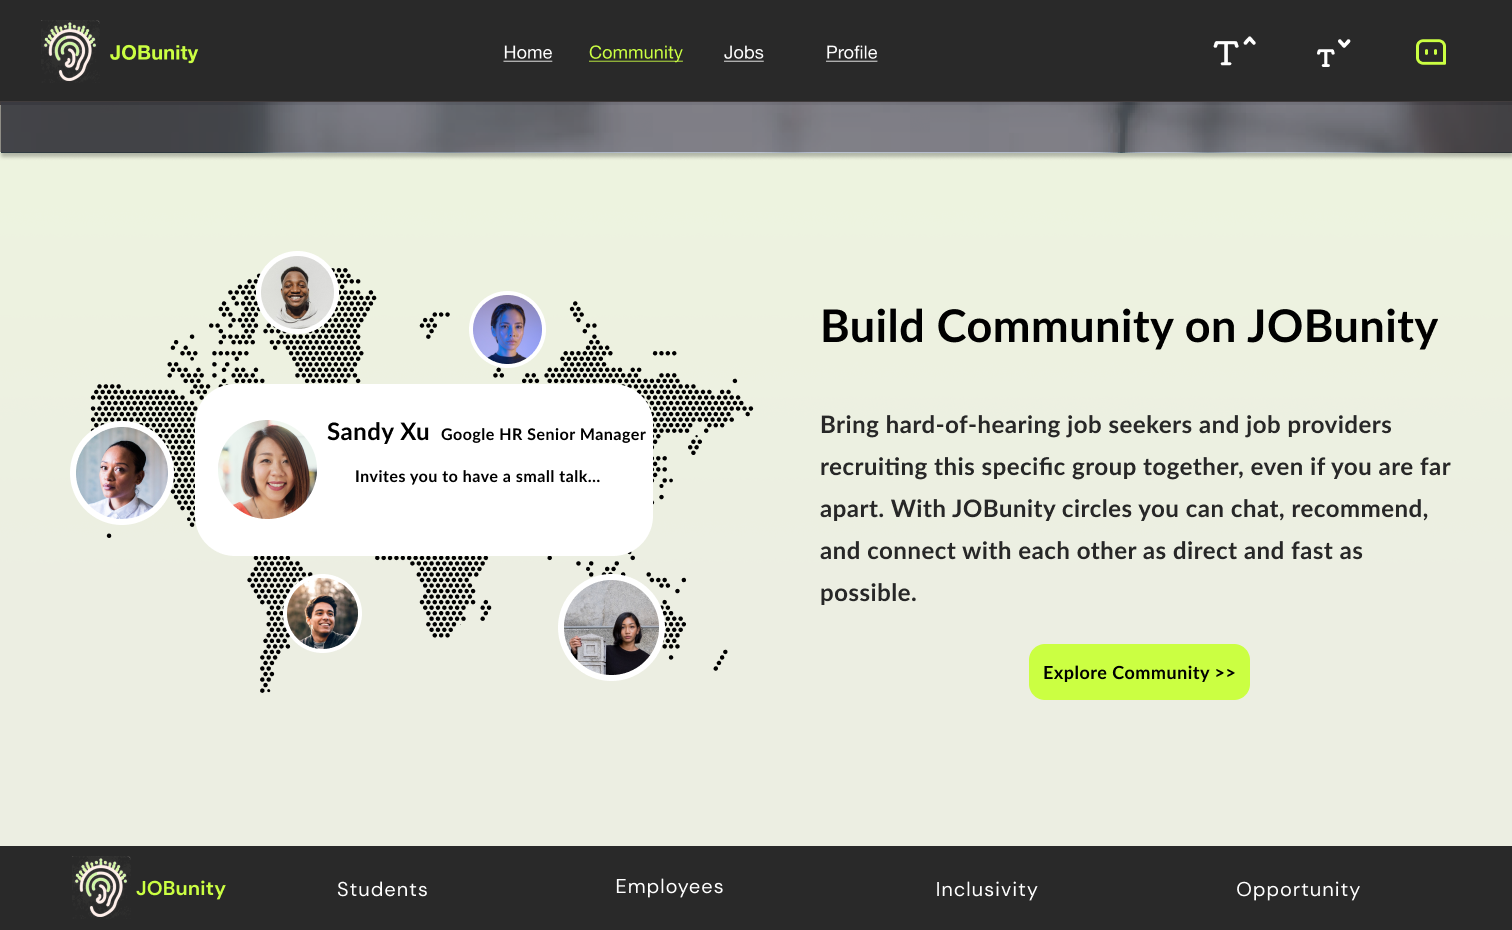 JOBunity
Home
Community
Jobs
Profile
T
T
Build Community on JOBunity
Sandy Xu Google HR Senior Manager
Invites you to have a small talk...
Bring hard-of-hearing job seekers and job providers
recruiting this specific group together, even if you are far
apart. With JOBunity circles you can chat, recommend,
and connect with each other as direct and fast as
possible.
Explore Community >>
JOBunity
Students
Employees
Inclusivity
Opportunity